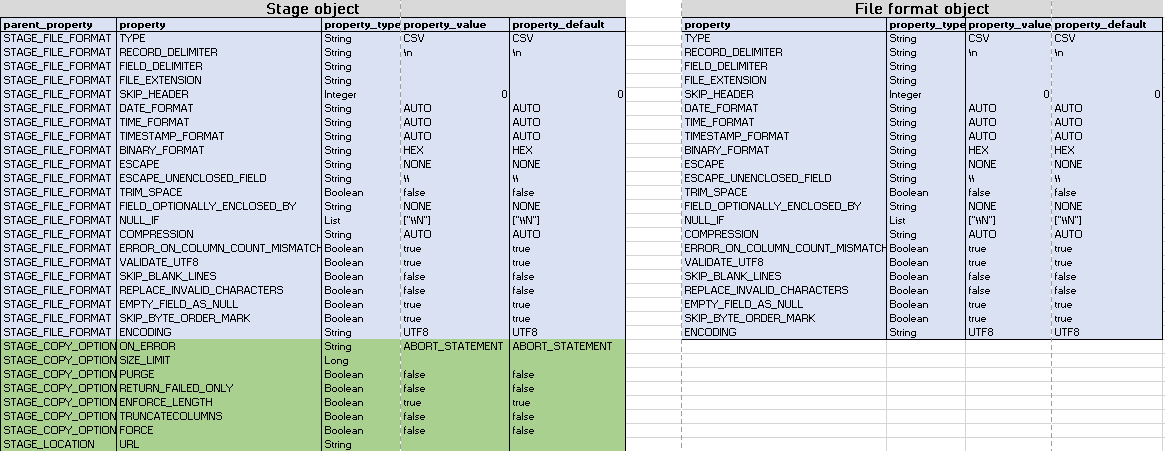 Stage object File format object
parent_property property property_type property_value property_default property property_type property_value property_default
STAGE_FILE_FORMAT TYPE String CSV CSV TYPE String CSV CSV
STAGE_FILE_FORMAT RECORD_DELIMITER String \n \n RECORD_DELIMITER String \n \n
STAGE_FILE_FORMAT FIELD_DELIMITER String FIELD_DELIMITER String
STAGE_FILE_FORMAT FILE_EXTENSION String FILE_EXTENSION String
STAGE_FILE_FORMAT SKIP_HEADER Integer 0 0 SKIP_HEADER Integer 0 0
STAGE_FILE_FORMAT DATE_FORMAT String AUTO AUTO DATE_FORMAT String AUTO AUTO
STAGE_FILE_FORMAT TIME_FORMAT String AUTO AUTO TIME_FORMAT String AUTO AUTO
STAGE_FILE_FORMAT TIMESTAMP_FORMAT String AUTO AUTO TIMESTAMP_FORMAT String AUTO AUTO
STAGE_FILE_FORMAT BINARY_FORMAT String HEX HEX BINARY_FORMAT String HEX HEX
STAGE_FILE_FORMAT ESCAPE String NONE NONE ESCAPE String NONE NONE
STAGE_FILE_FORMAT ESCAPE_UNENCLOSED_FIELD String \\ \\ ESCAPE_UNENCLOSED_FIELD String \\ \\
STAGE_FILE_FORMAT TRIM_SPACE Boolean false false TRIM_SPACE Boolean false false
STAGE_FILE_FORMAT FIELD_OPTIONALLY_ENCLOSED_BY String NONE NONE FIELD_OPTIONALLY_ENCLOSED_BY String NONE NONE
STAGE_FILE_FORMAT NULL_IF List ["\\N"] ["\\N"] NULL_IF List ["\\N"] ["\\N"]
STAGE_FILE_FORMAT COMPRESSION String AUTO AUTO COMPRESSION String AUTO AUTO
STAGE_FILE_FORMAT ERROR_ON_COLUMN_COUNT_MISMATCH Boolean true true ERROR_ON_COLUMN_COUNT_MISMATCH Boolean true true
STAGE_FILE_FORMAT VALIDATE_UTF8 Boolean true true VALIDATE_UTF8 Boolean true true
STAGE_FILE_FORMAT SKIP_BLANK_LINES Boolean false false SKIP_BLANK_LINES Boolean false false
STAGE_FILE_FORMAT REPLACE_INVALID_CHARACTERS Boolean false false REPLACE_INVALID_CHARACTERS Boolean false false
STAGE_FILE_FORMAT EMPTY_FIELD_AS_NULL Boolean true true EMPTY_FIELD_AS_NULL Boolean true true
STAGE_FILE_FORMAT SKIP_BYTE_ORDER_MARK Boolean true true SKIP_BYTE_ORDER_MARK Boolean true true
STAGE_FILE_FORMAT ENCODING String UTF8 UTF8 ENCODING String UTF8 UTF8
STAGE_COPY_OPTION ON_ERROR String ABORT_STATEMENT ABORT_STATEMENT
STAGE_COPY_OPTION SIZE_LIMIT Long
STAGE_COPY_OPTION PURGE Boolean false false
STAGE_COPY_OPTION RETURN_FAILED_ONLY Boolean false false
STAGE_COPY_OPTION ENFORCE_LENGTH Boolean true true
STAGE_COPY_OPTION TRUNCATECOLUMNS Boolean false false
STAGE_COPY_OPTION FORCE Boolean false false
STAGE_LOCATION URL String